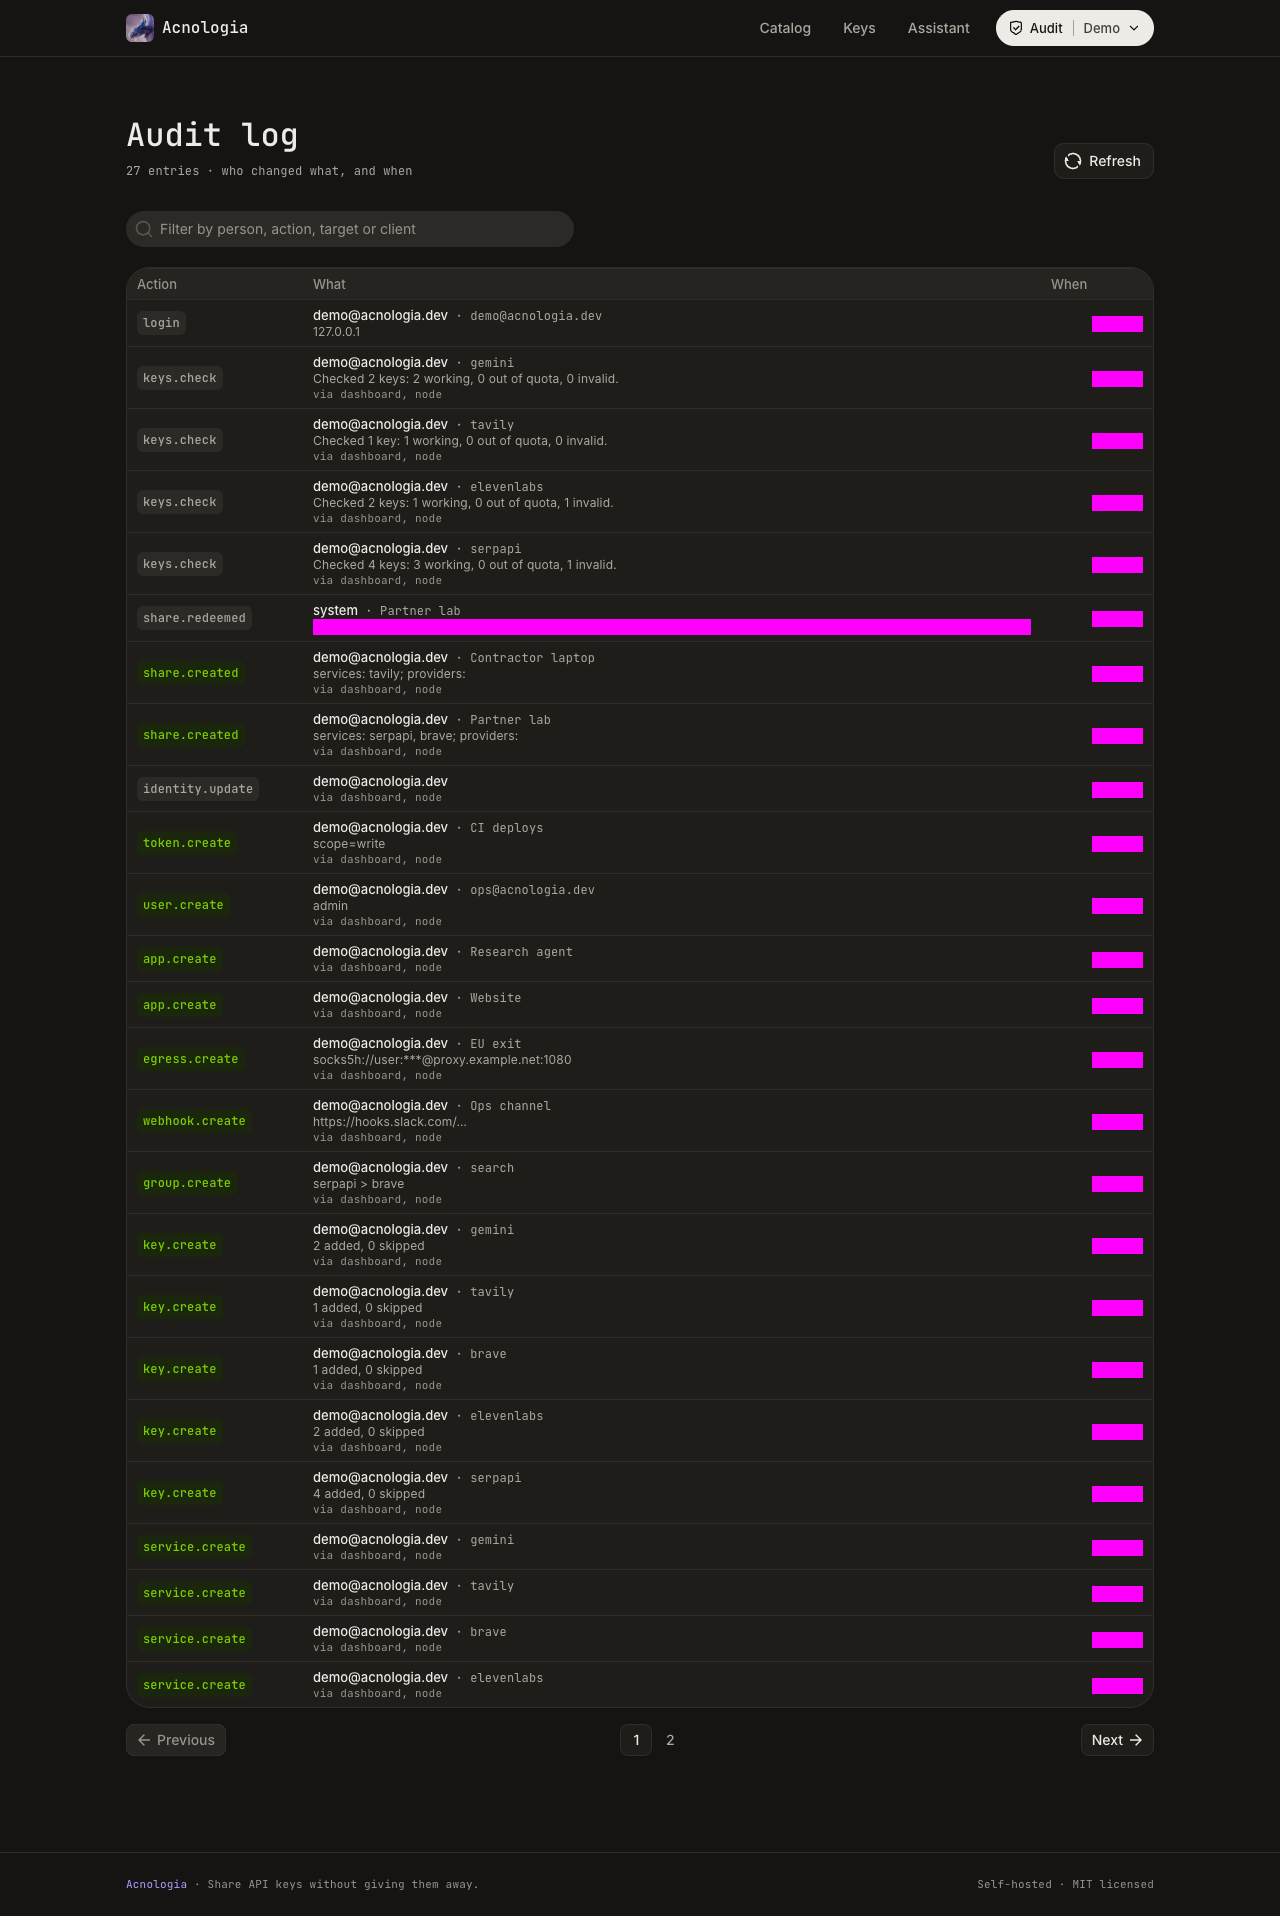 Acnologia
Catalog Keys Assistant Audit Demo
Audit log
27 entries · who changed what, and when
Refresh
Filter by person, action, target or client
Action What When
login
demo@acnologia.dev · demo@acnologia.dev
127.0.0.1
keys.check
demo@acnologia.dev · gemini
Checked 2 keys: 2 working, 0 out of quota, 0 invalid.
via dashboard, node
keys.check
demo@acnologia.dev · tavily
Checked 1 key: 1 working, 0 out of quota, 0 invalid.
via dashboard, node
keys.check
demo@acnologia.dev · elevenlabs
Checked 2 keys: 1 working, 0 out of quota, 1 invalid.
via dashboard, node
keys.check
demo@acnologia.dev · serpapi
Checked 4 keys: 3 working, 0 out of quota, 1 invalid.
via dashboard, node
share.redeemed
system · Partner lab
share.created
demo@acnologia.dev · Contractor laptop
services: tavily; providers:
via dashboard, node
share.created
demo@acnologia.dev · Partner lab
services: serpapi, brave; providers:
via dashboard, node
identity.update
demo@acnologia.dev
via dashboard, node
token.create
demo@acnologia.dev · CI deploys
scope=write
via dashboard, node
user.create
demo@acnologia.dev · ops@acnologia.dev
admin
via dashboard, node
app.create
demo@acnologia.dev · Research agent
via dashboard, node
app.create
demo@acnologia.dev · Website
via dashboard, node
egress.create
demo@acnologia.dev · EU exit
socks5h://user:***@proxy.example.net:1080
via dashboard, node
webhook.create
demo@acnologia.dev · Ops channel
https://hooks.slack.com/…
via dashboard, node
group.create
demo@acnologia.dev · search
serpapi > brave
via dashboard, node
key.create
demo@acnologia.dev · gemini
2 added, 0 skipped
via dashboard, node
key.create
demo@acnologia.dev · tavily
1 added, 0 skipped
via dashboard, node
key.create
demo@acnologia.dev · brave
1 added, 0 skipped
via dashboard, node
key.create
demo@acnologia.dev · elevenlabs
2 added, 0 skipped
via dashboard, node
key.create
demo@acnologia.dev · serpapi
4 added, 0 skipped
via dashboard, node
service.create
demo@acnologia.dev · gemini
via dashboard, node
service.create
demo@acnologia.dev · tavily
via dashboard, node
service.create
demo@acnologia.dev · brave
via dashboard, node
service.create
demo@acnologia.dev · elevenlabs
via dashboard, node
Previous 1 2 Next
Acnologia · Share API keys without giving them away.
Self-hosted · MIT licensed